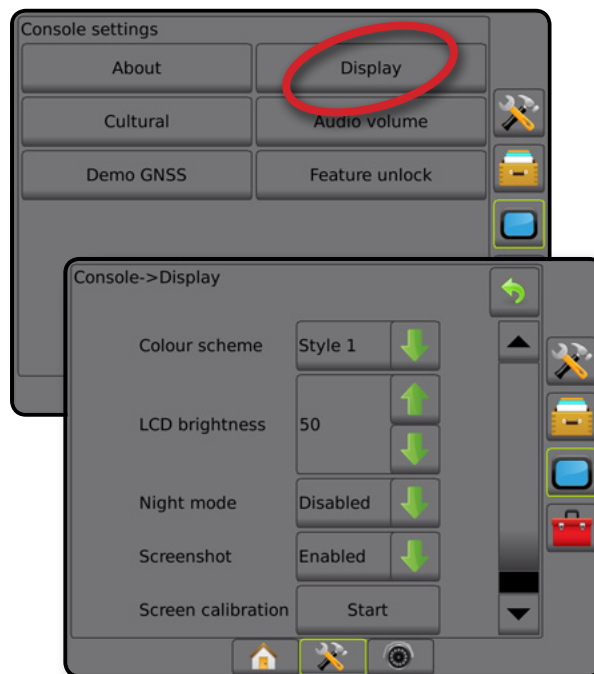 Console settings
About Display
Cultural Audio volume
Demo GNSS Feature unlock
Console->Display
Colour scheme Style 1
LCD brightness 50
Night mode Disabled
Screenshot Enabled
Screen calibration Start